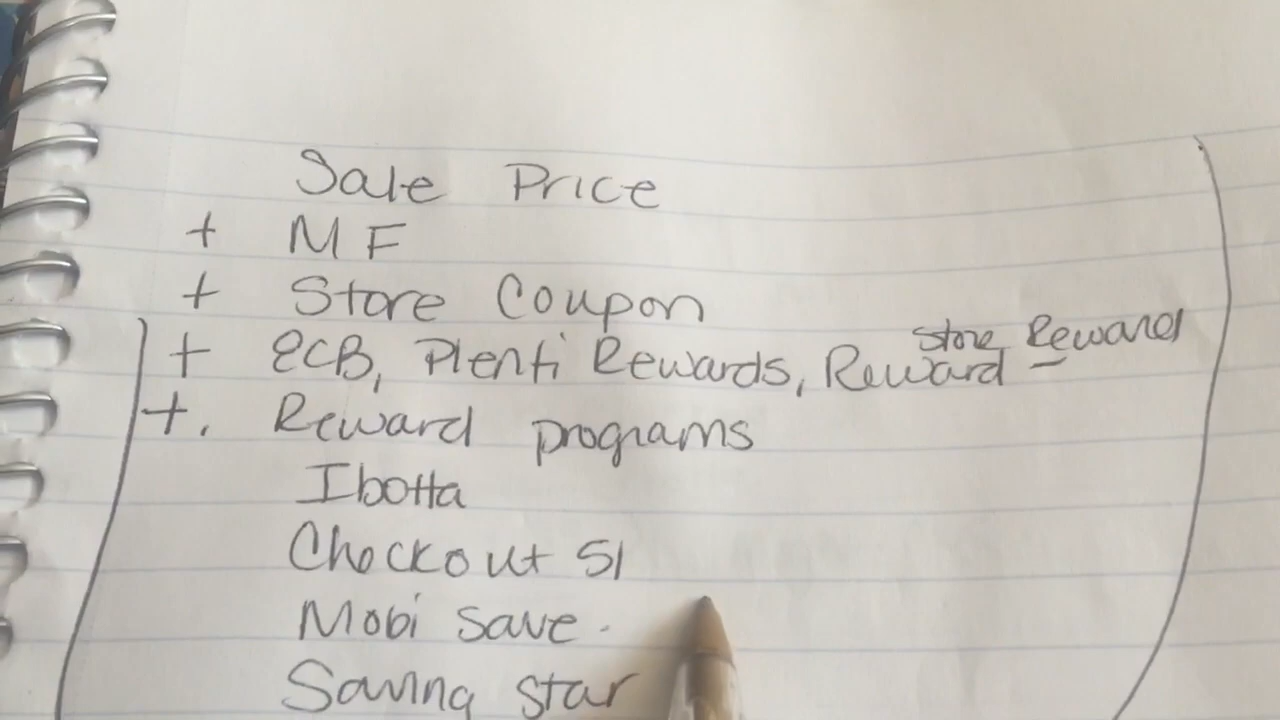 Sale Price
+ MF
+ Store Coupon
+ ECB, Plenti Rewards, Reward - Store Reward
+. Reward programs
Ibotta
Checkout 51
Mobi save.
Saving star